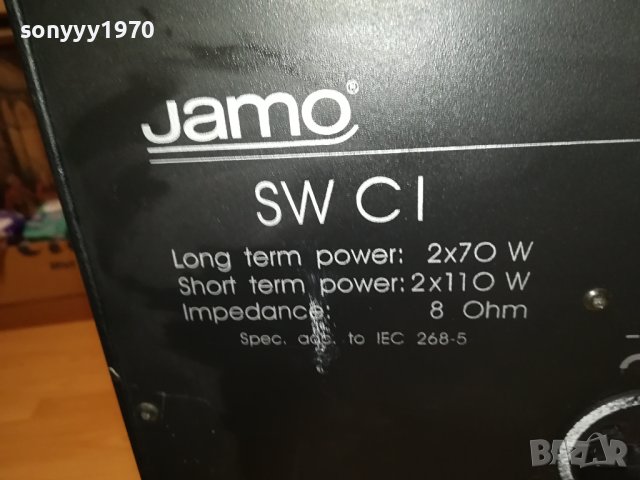 sonyyy1970
Jamo®
SW C1
Long term power: 2x70 W
Short term power: 2x110 W
Impedance: 8 Ohm
Spec. acc. to IEC 268-5
BAZAR